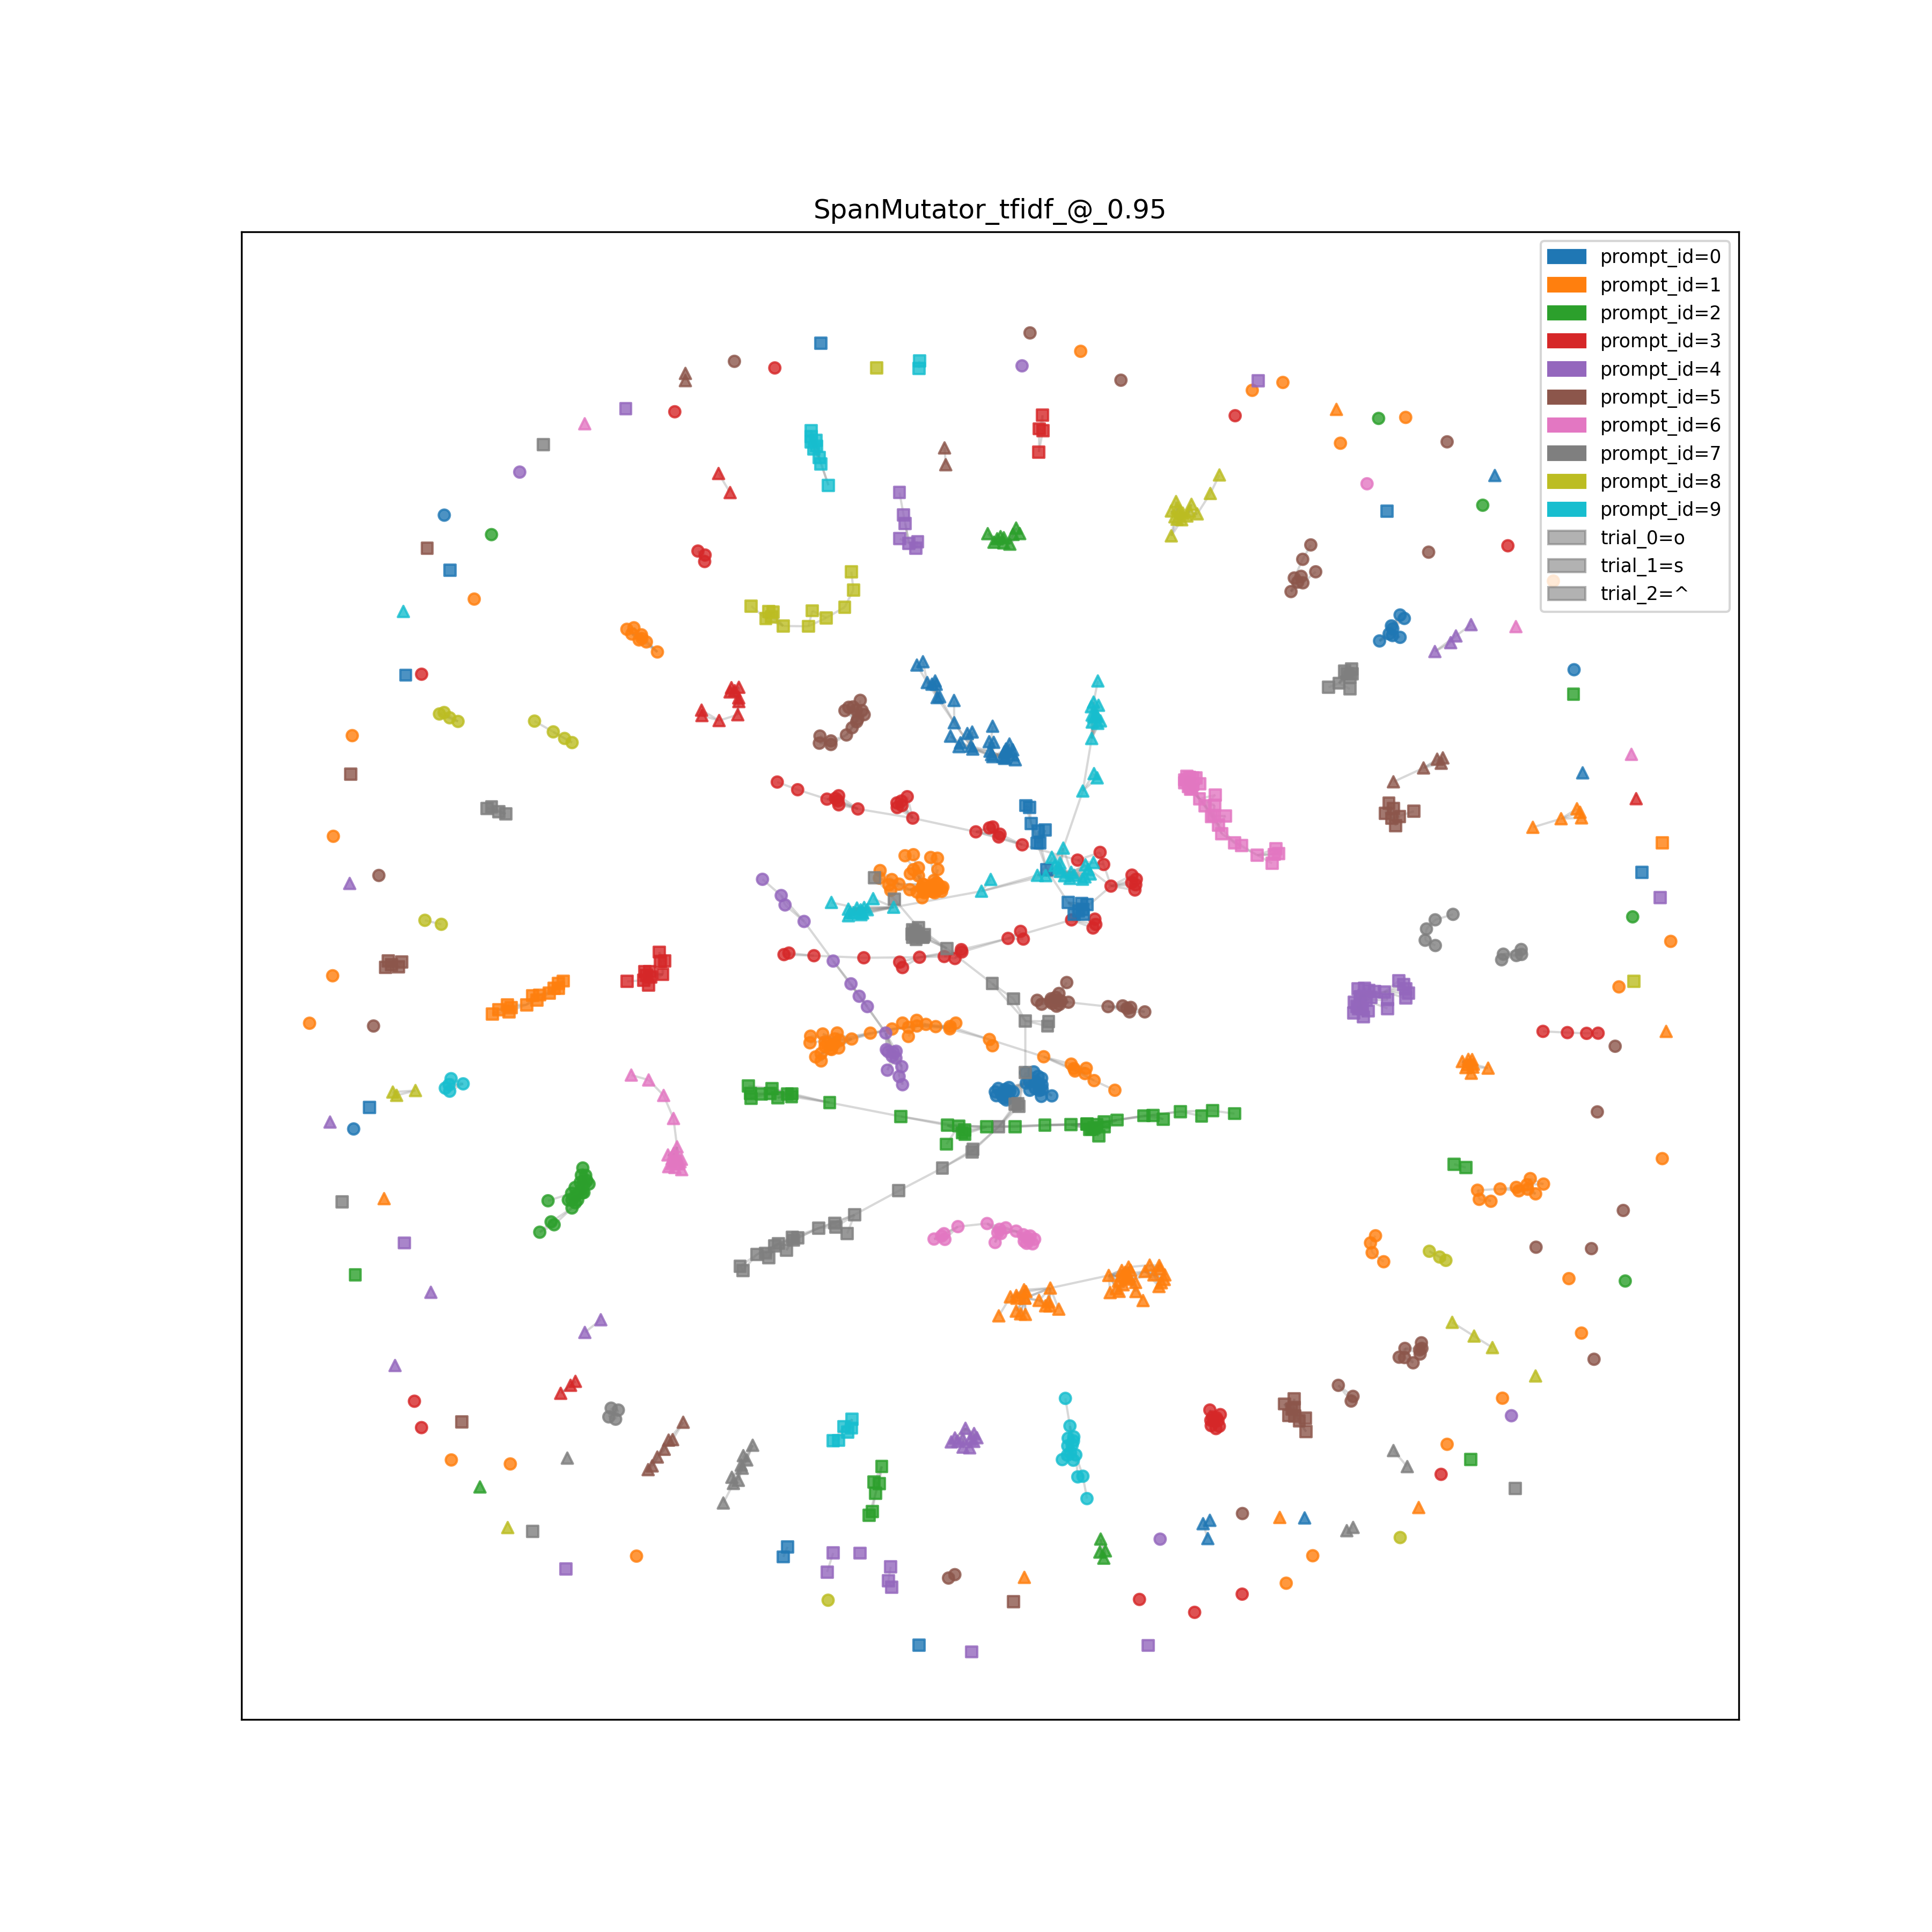 SpanMutator_tfidf_@_0.95
prompt_id=0
prompt_id=1
prompt_id=2
prompt_id=3
prompt_id=4
prompt_id=5
prompt_id=6
prompt_id=7
prompt_id=8
prompt_id=9
trial_0=o
trial_1=s
trial_2=^